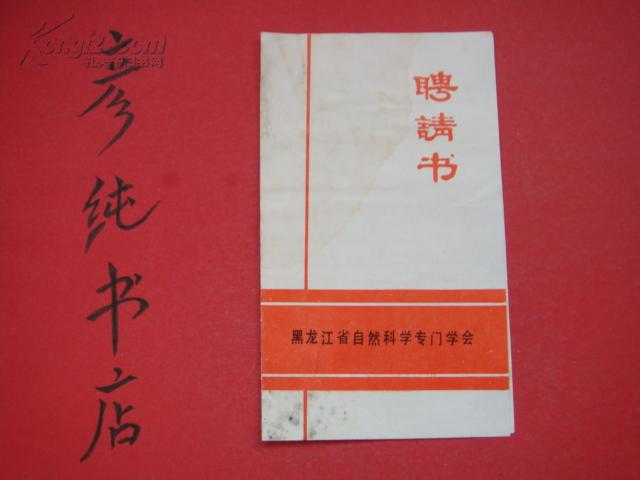 Kongfz.com
孔夫子旧书网
彦纯书店
聘請书
黑龙江省自然科学专门学会